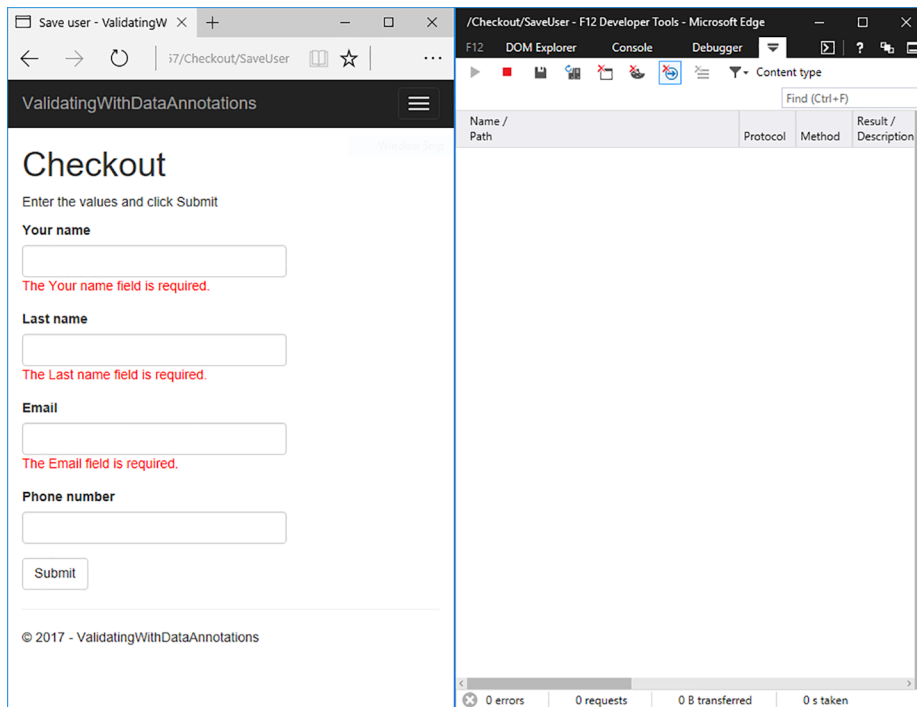 Save user - ValidatingW
57/Checkout/SaveUser
ValidatingWithDataAnnotations
Checkout
Enter the values and click Submit
Your name
The Your name field is required.
Last name
The Last name field is required.
Email
The Email field is required.
Phone number
Submit
© 2017 - ValidatingWithDataAnnotations
/Checkout/SaveUser - F12 Developer Tools - Microsoft Edge
F12 DOM Explorer Console Debugger ?
Content type
Find (Ctrl+F)
Name /
Path
Protocol
Method
Result /
Description
0 errors 0 requests 0 B transferred 0 s taken